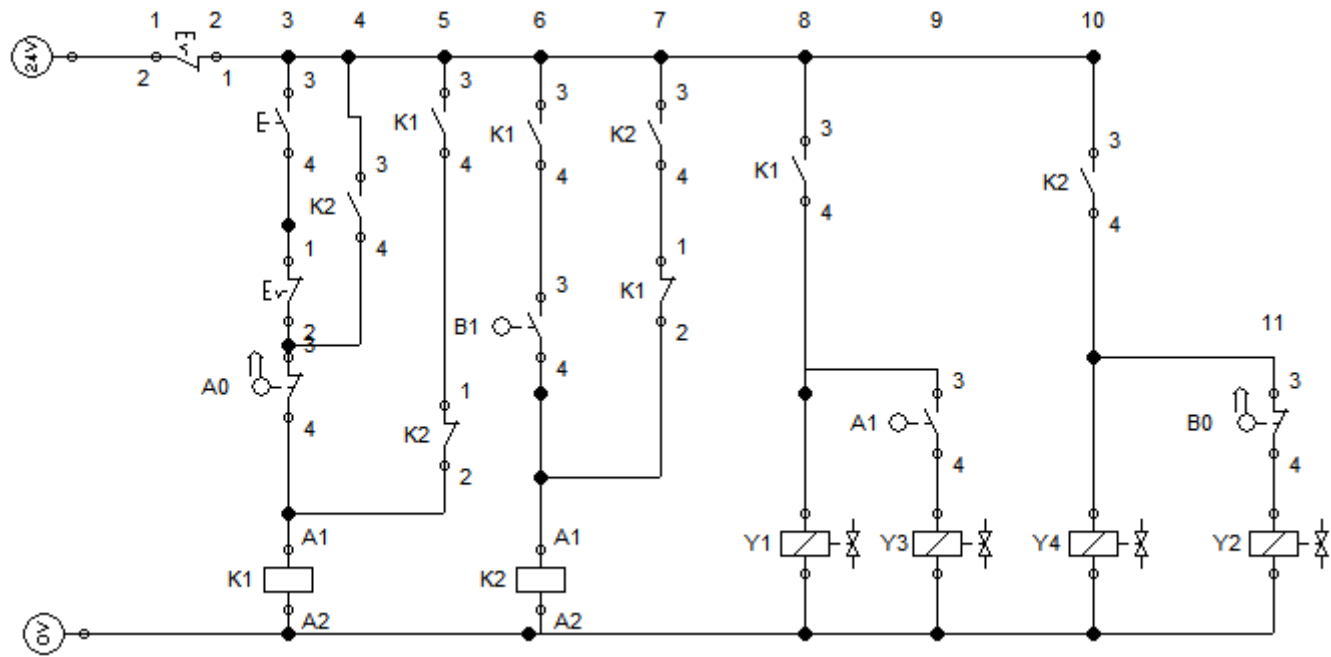 1 2 3 4 5 6 7 8 9 10
24V
2 1 3 3 3 3 3 3
K1 K1 K2 K1 K2
4 3 4 4 4 4 4
K2
1 4 1
K1
2 3 2
B1
3 4 11
A0
4 1 3 3
K2 A1 B0
2 4 4
A1 A1
K1 K2 Y1 Y3 Y4 Y2
A2 A2
0V